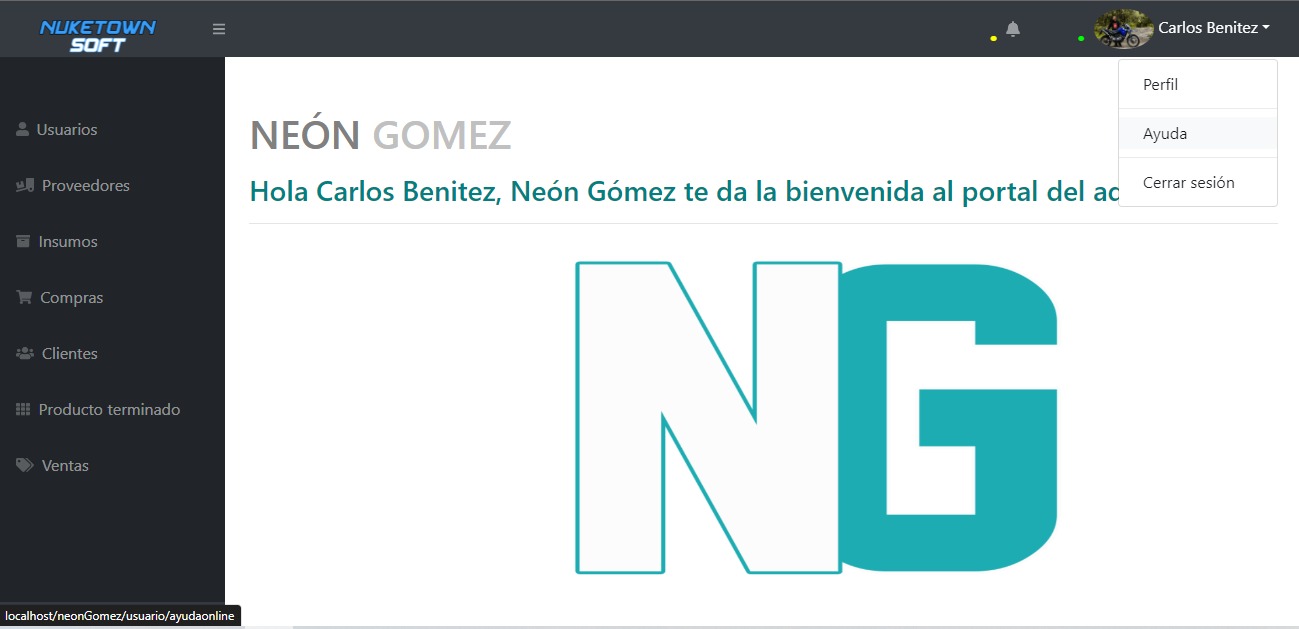 NUKETOWN
SOFT
Carlos Benitez
Perfil
Ayuda
Cerrar sesión
Usuarios
Proveedores
Insumos
Compras
Clientes
Producto terminado
Ventas
NEÓN GOMEZ
Hola Carlos Benitez, Neón Gómez te da la bienvenida al portal del
NG
localhost/neonGomez/usuario/ayudaonline